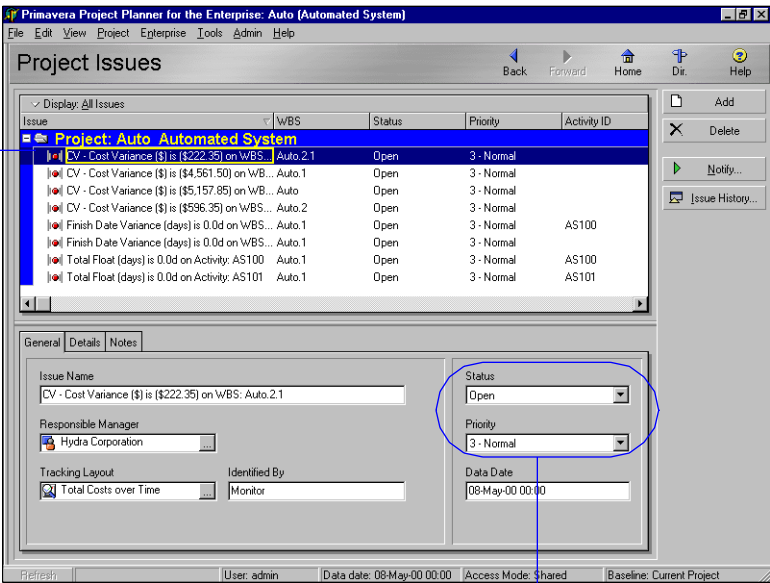 Primavera Project Planner for the Enterprise: Auto (Automated System)
File Edit View Project Enterprise Tools Admin Help
Project Issues
Back Forward Home Dir. Help
Display: All Issues
Issue WBS Status Priority Activity ID
Project: Auto Automated System
CV - Cost Variance ($) is ($222.35) on WBS... Auto.2.1 Open 3 - Normal
CV - Cost Variance ($) is ($4,561.50) on WB... Auto.1 Open 3 - Normal
CV - Cost Variance ($) is ($5,157.85) on WB... Auto Open 3 - Normal
CV - Cost Variance ($) is ($596.35) on WBS... Auto.2 Open 3 - Normal
Finish Date Variance (days) is 0.0d on WBS... Auto.1 Open 3 - Normal AS100
Finish Date Variance (days) is 0.0d on WBS... Auto.1 Open 3 - Normal
Total Float (days) is 0.0d on Activity: AS100 Auto.1 Open 3 - Normal AS100
Total Float (days) is 0.0d on Activity: AS101 Auto.1 Open 3 - Normal AS101
Add
Delete
Notify...
Issue History...
General Details Notes
Issue Name
CV - Cost Variance ($) is ($222.35) on WBS: Auto.2.1
Responsible Manager
Hydra Corporation ...
Tracking Layout Identified By
Total Costs over Time ... Monitor
Status
Open
Priority
3 - Normal
Data Date
08-May-00 00:00
Refresh User: admin Data date: 08-May-00 00:00 Access Mode: Shared Baseline: Current Project